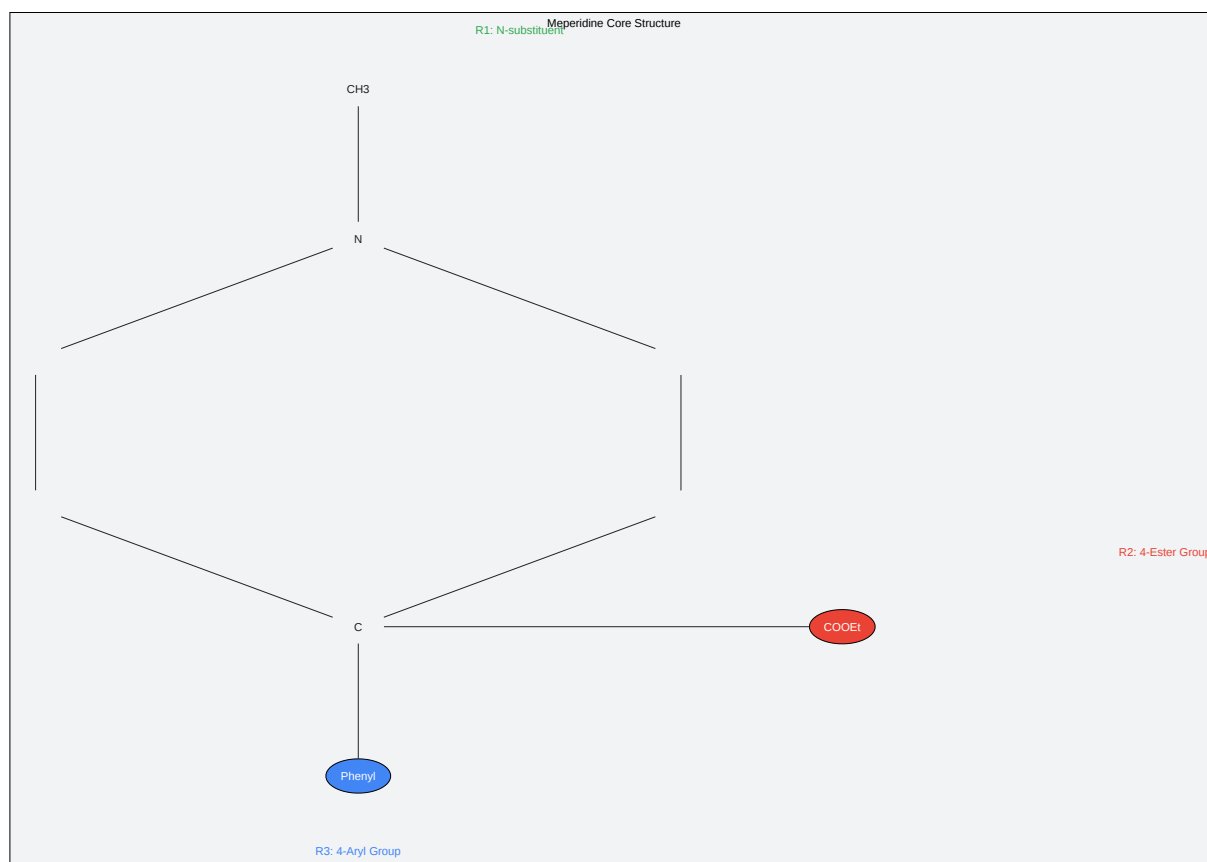 Meperidine Core Structure
R1: N-substituent
CH3
N
R2: 4-Ester Group
C
COOEt
Phenyl
R3: 4-Aryl Group